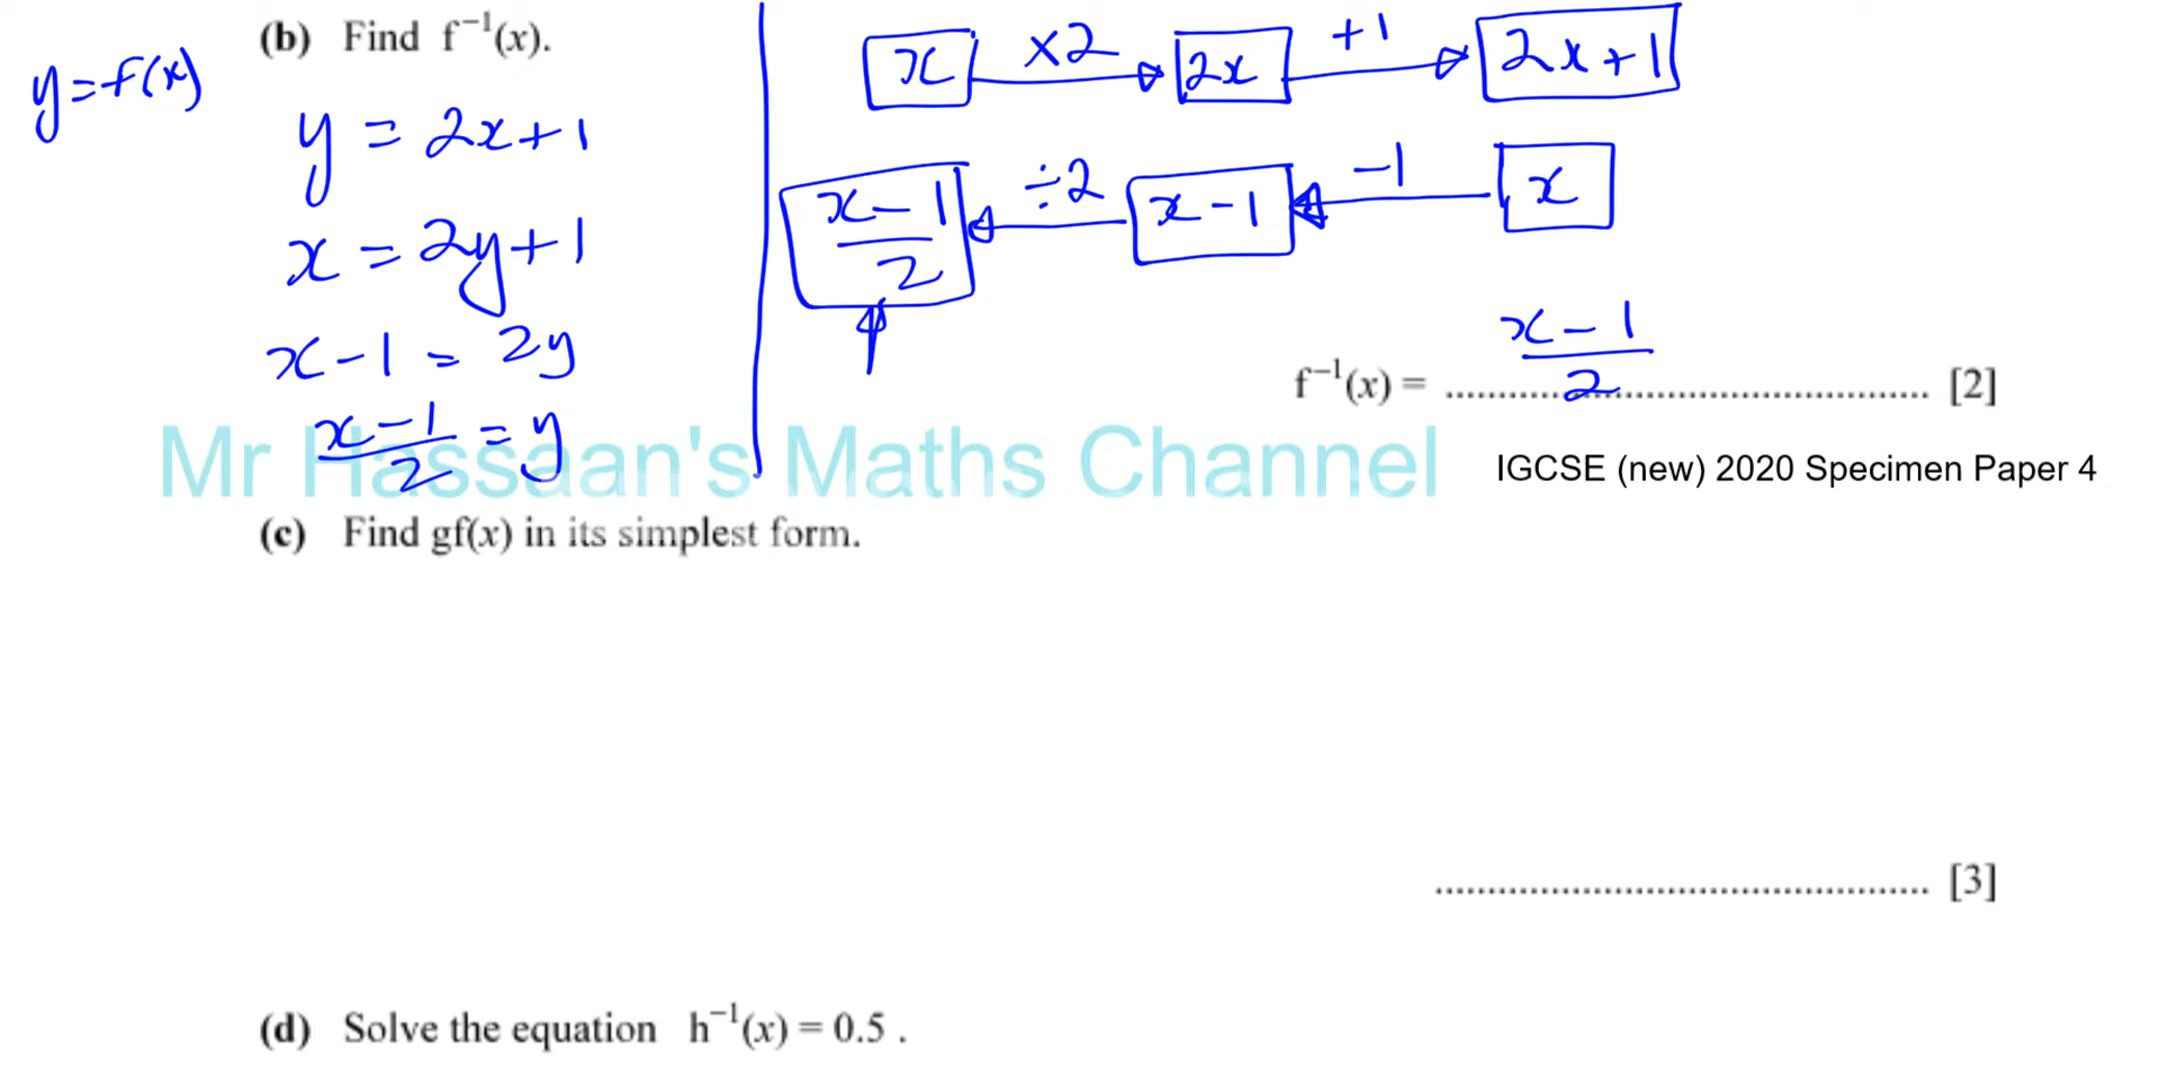 (b) Find f⁻¹(x).
y=f(x)
y = 2x+1
x = 2y+1
x-1 = 2y
x-1/2 = y
x ×2 2x +1 2x+1
x-1/2 ÷2 x-1 -1 x
f⁻¹(x) = x-1/2 [2]
Mr Hassaan's Maths Channel
IGCSE (new) 2020 Specimen Paper 4
(c) Find gf(x) in its simplest form.
.............................................. [3]
(d) Solve the equation h⁻¹(x) = 0.5 .